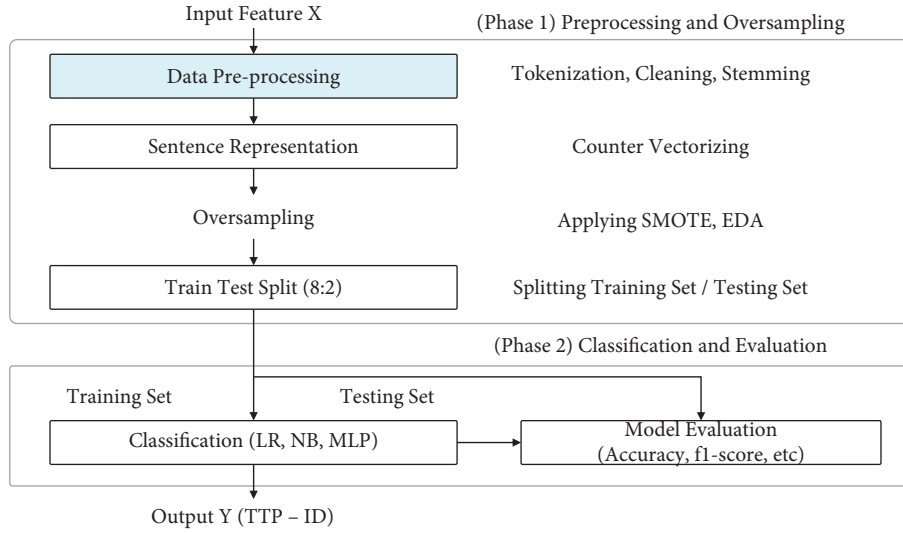 Input Feature X
(Phase 1) Preprocessing and Oversampling
Data Pre-processing
Tokenization, Cleaning, Stemming
Sentence Representation
Counter Vectorizing
Oversampling
Applying SMOTE, EDA
Train Test Split (8:2)
Splitting Training Set / Testing Set
(Phase 2) Classification and Evaluation
Training Set
Testing Set
Classification (LR, NB, MLP)
Model Evaluation
(Accuracy, f1-score, etc)
Output Y (TTP – ID)